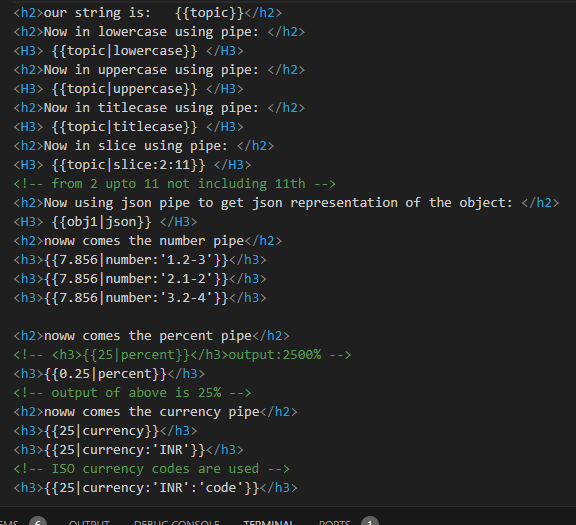 <h2>our string is:   {{topic}}</h2>
<h2>Now in lowercase using pipe: </h2>
<H3> {{topic|lowercase}} </H3>
<h2>Now in uppercase using pipe: </h2>
<H3> {{topic|uppercase}} </H3>
<h2>Now in titlecase using pipe: </h2>
<H3> {{topic|titlecase}} </H3>
<h2>Now in slice using pipe: </h2>
<H3> {{topic|slice:2:11}} </H3>
<!-- from 2 upto 11 not including 11th -->
<h2>Now using json pipe to get json representation of the object: </h2>
<H3> {{obj1|json}} </H3>
<h2>noww comes the number pipe</h2>
<h3>{{7.856|number:'1.2-3'}}</h3>
<h3>{{7.856|number:'2.1-2'}}</h3>
<h3>{{7.856|number:'3.2-4'}}</h3>
<h2>noww comes the percent pipe</h2>
<!-- <h3>{{25|percent}}</h3>output:2500% -->
<h3>{{0.25|percent}}</h3>
<!-- output of above is 25% -->
<h2>noww comes the currency pipe</h2>
<h3>{{25|currency}}</h3>
<h3>{{25|currency:'INR'}}</h3>
<!-- ISO currency codes are used -->
<h3>{{25|currency:'INR':'code'}}</h3>
6 OUTPUT DEBUG CONSOLE TERMINAL PORTS 1